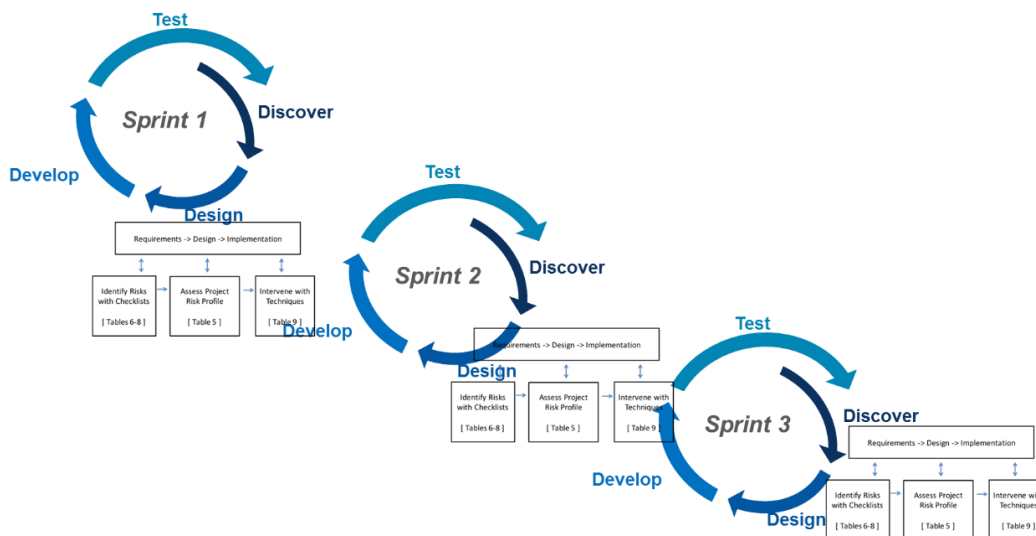 Test
Sprint 1
Discover
Develop
Design
Requirements -> Design -> Implementation
Identify Risks
with Checklists
[ Tables 6-8 ]
Assess Project
Risk Profile
[ Table 5 ]
Intervene with
Techniques
[ Table 9 ]
Test
Sprint 2
Discover
Develop
Design
Requirements -> Design -> Implementation
Identify Risks
with Checklists
[ Tables 6-8 ]
Assess Project
Risk Profile
[ Table 5 ]
Intervene with
Techniques
[ Table 9 ]
Test
Sprint 3
Discover
Develop
Design
Requirements -> Design -> Implementation
Identify Risks
with Checklists
[ Tables 6-8 ]
Assess Project
Risk Profile
[ Table 5 ]
Intervene wi
Techniques
[ Table 9 ]